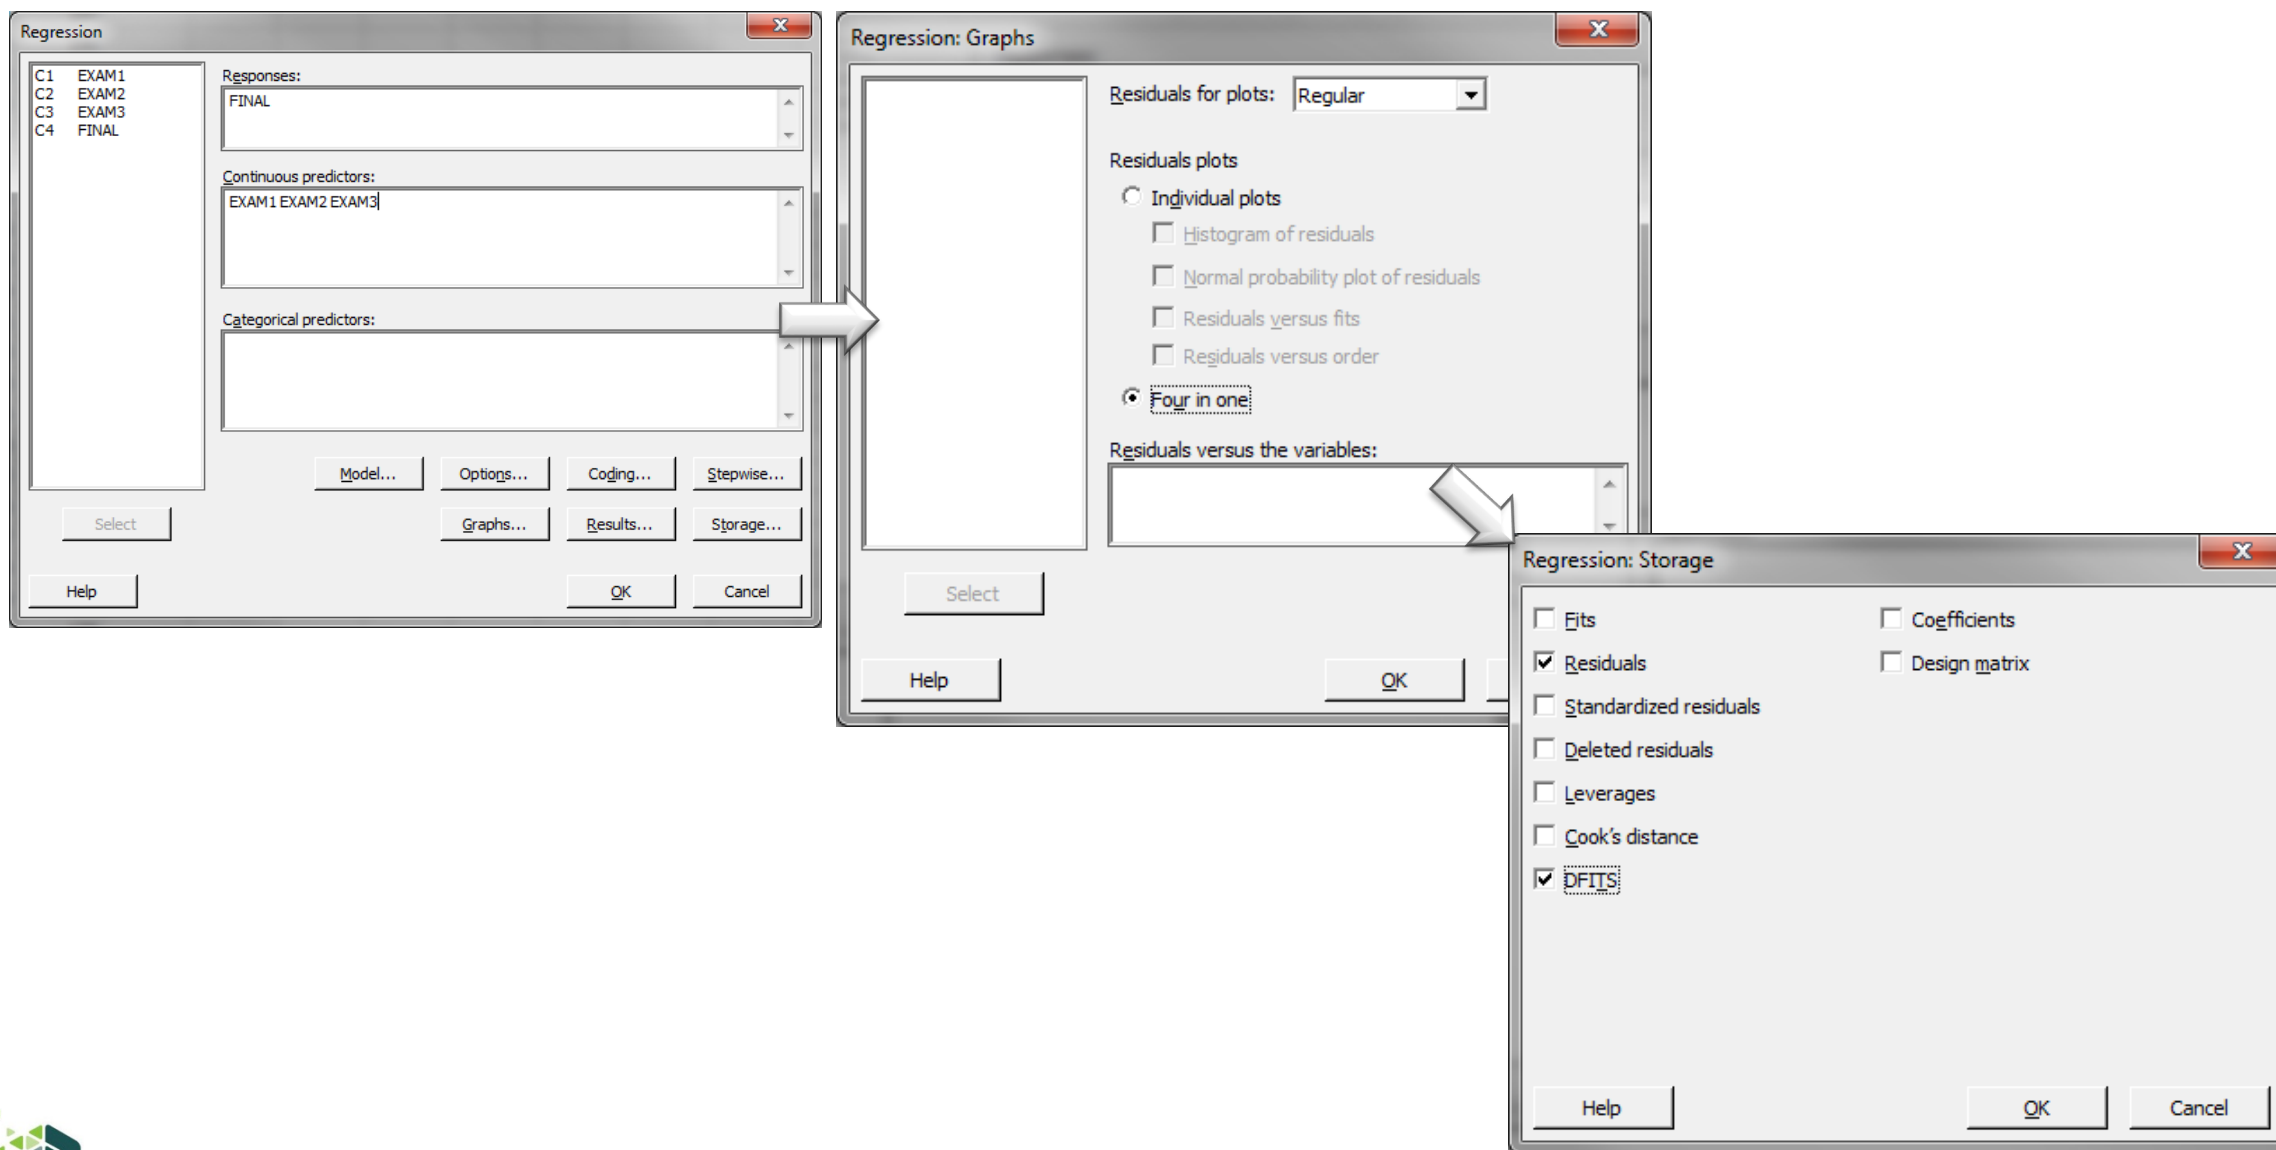 Regression
C1 EXAM1
C2 EXAM2
C3 EXAM3
C4 FINAL
Responses:
FINAL
Continuous predictors:
EXAM1 EXAM2 EXAM3
Categorical predictors:
Model...
Options...
Coding...
Stepwise...
Select
Graphs...
Results...
Storage...
Help
OK
Cancel
Regression: Graphs
Residuals for plots: Regular
Residuals plots
Individual plots
Histogram of residuals
Normal probability plot of residuals
Residuals versus fits
Residuals versus order
Four in one
Residuals versus the variables:
Select
Help
OK
Regression: Storage
Fits
Coefficients
Residuals
Design matrix
Standardized residuals
Deleted residuals
Leverages
Cook's distance
DFITS
Help
OK
Cancel